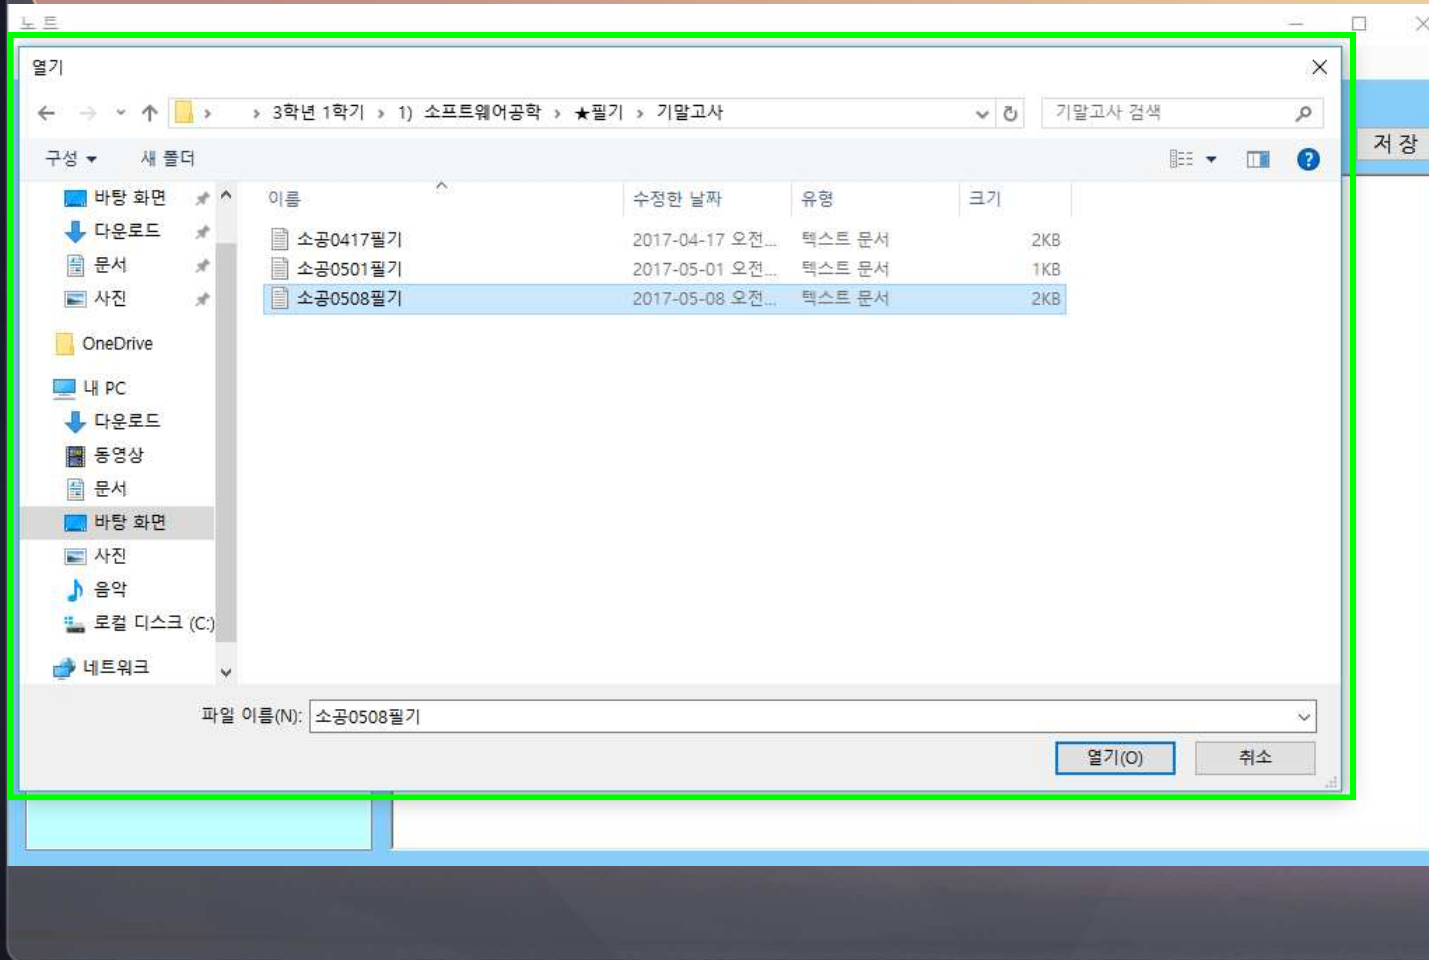 노트
열기
3학년 1학기 > 1) 소프트웨어공학 > ★필기 > 기말고사
기말고사 검색
저장
구성 새 폴더
이름 수정한 날짜 유형 크기
소공0417필기 2017-04-17 오전... 텍스트 문서 2KB
소공0501필기 2017-05-01 오전... 텍스트 문서 1KB
소공0508필기 2017-05-08 오전... 텍스트 문서 2KB
바탕 화면
다운로드
문서
사진
OneDrive
내 PC
다운로드
동영상
문서
바탕 화면
사진
음악
로컬 디스크 (C:)
네트워크
파일 이름(N): 소공0508필기
열기(O) 취소